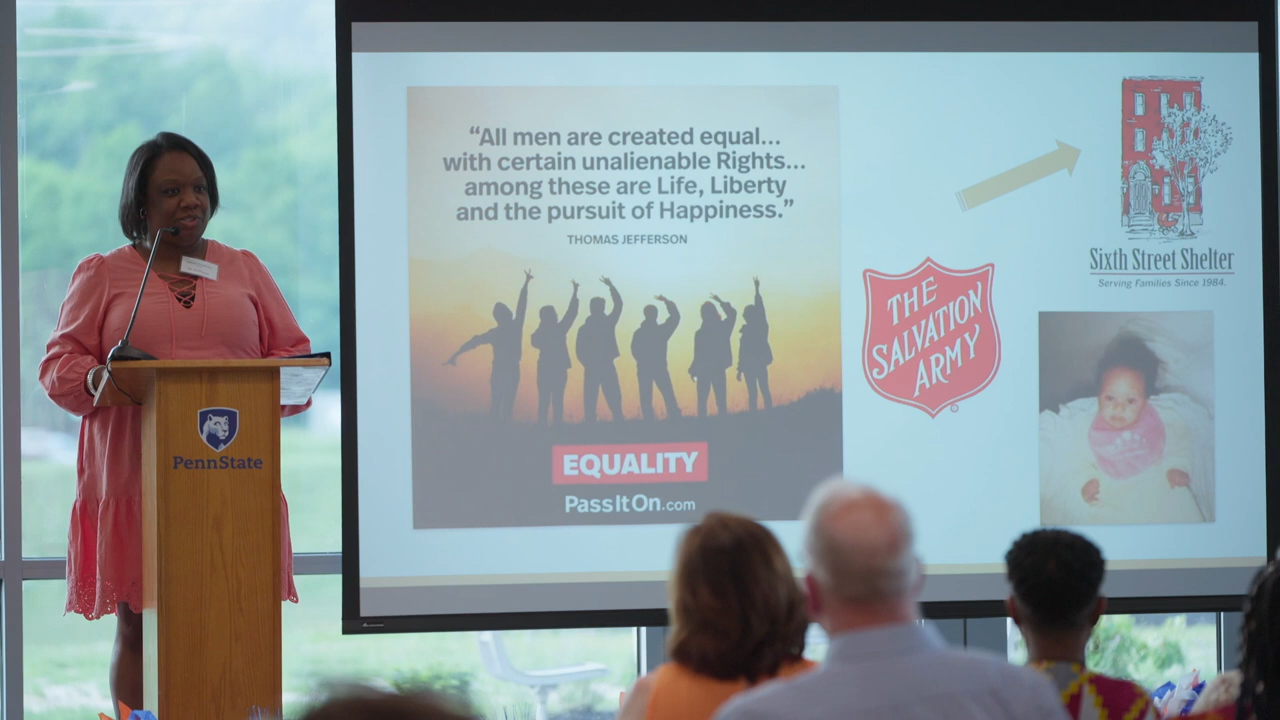 “All men are created equal...
with certain unalienable Rights...
among these are Life, Liberty
and the pursuit of Happiness.”
THOMAS JEFFERSON
EQUALITY
PassItOn.com
THE
SALVATION
ARMY
Sixth Street Shelter
Serving Families Since 1984.
PennState